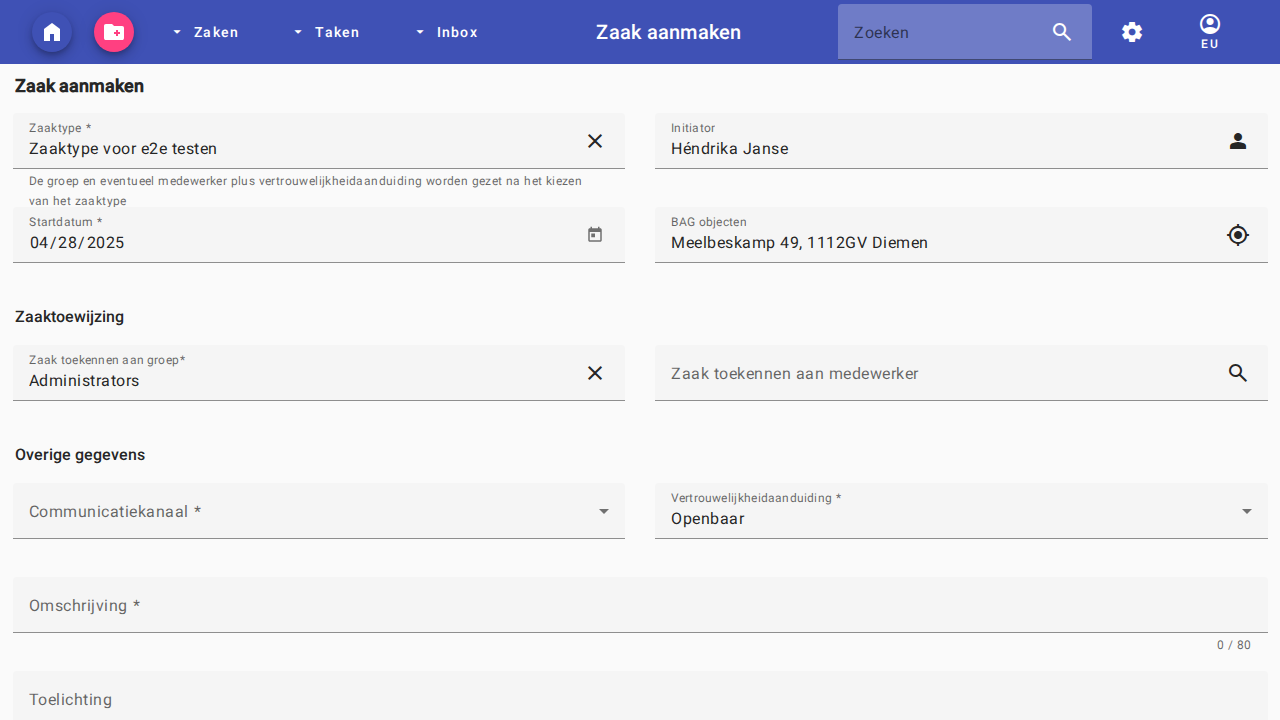 Zaken
Taken
Inbox
Zaak aanmaken
Zoeken
EU
Zaak aanmaken
Zaaktype *
Zaaktype voor e2e testen
De groep en eventueel medewerker plus vertrouwelijkheidaanduiding worden gezet na het kiezen
van het zaaktype
Initiator
Héndrika Janse
Startdatum *
04/28/2025
BAG objecten
Meelbeskamp 49, 1112GV Diemen
Zaaktoewijzing
Zaak toekennen aan groep*
Administrators
Zaak toekennen aan medewerker
Overige gegevens
Communicatiekanaal *
Vertrouwelijkheidaanduiding *
Openbaar
Omschrijving *
0 / 80
Toelichting